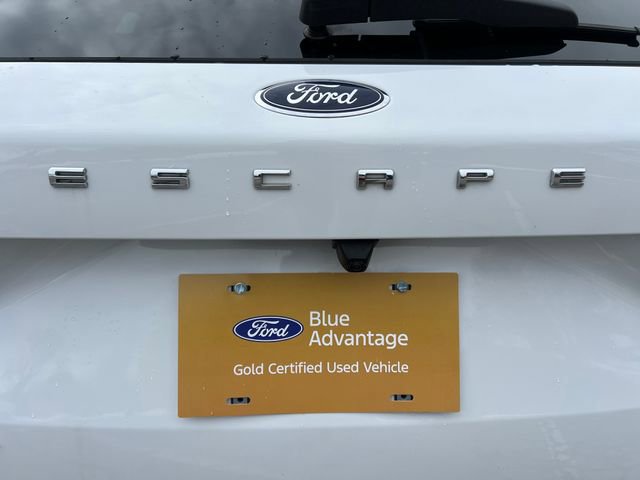 Ford
ESCAPE
Ford
Blue
Advantage
Gold Certified Used Vehicle